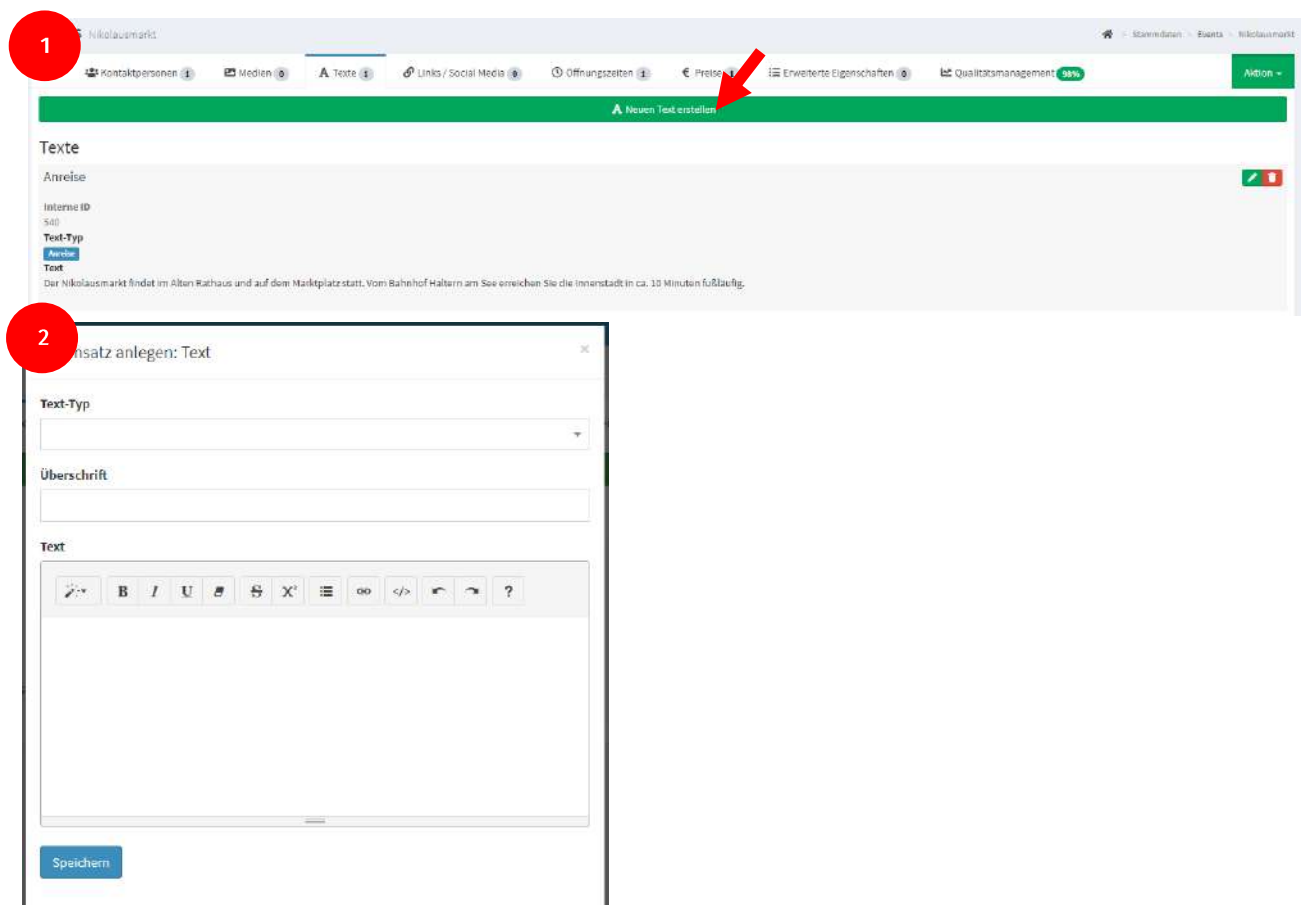 1
Nikolausmarkt
Stammdaten Events Nikolausmarkt
Kontaktpersonen 1 Medien 0 A Texte 1 Links / Social Media 0 Öffnungszeiten 1 € Preise 1 Erweiterte Eigenschaften 0 Qualitätsmanagement 98% Aktion
A Neuen Text erstellen
Texte
Anreise
Interne ID
540
Text-Typ
Anreise
Text
Der Nikolausmarkt findet im Alten Rathaus und auf dem Marktplatz statt. Vom Bahnhof Haltern am See erreichen Sie die Innenstadt in ca. 10 Minuten fußläufig.
2
nsatz anlegen: Text ×
Text-Typ
Überschrift
Text
B I U S X² </> ?
Speichern